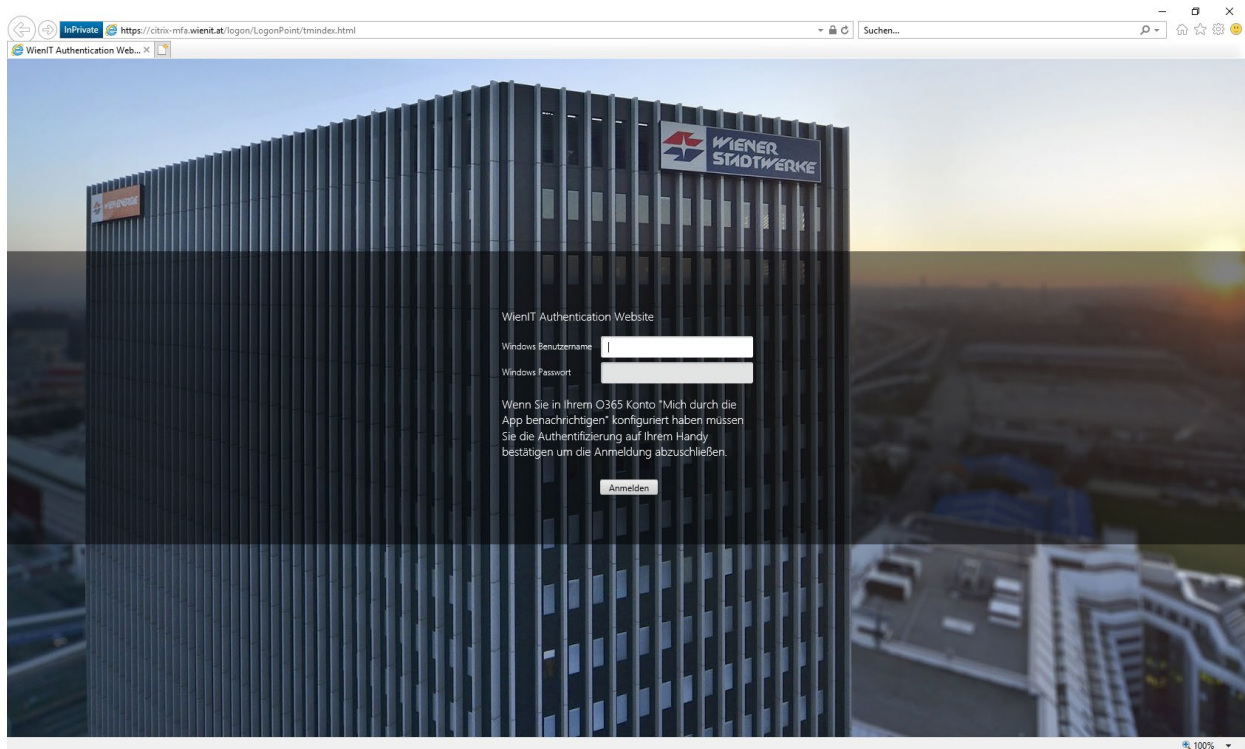 InPrivate https://citrix-mfa.wienit.at/logon/LogonPoint/tmindex.html Suchen...
WienIT Authentication Web...
WIENER
STADTWERKE
WIEN ENERGIE
WienIT Authentication Website
Windows Benutzername
Windows Passwort
Wenn Sie in Ihrem O365 Konto "Mich durch die
App benachrichtigen" konfiguriert haben müssen
Sie die Authentifizierung auf Ihrem Handy
bestätigen um die Anmeldung abzuschließen.
Anmelden
100%